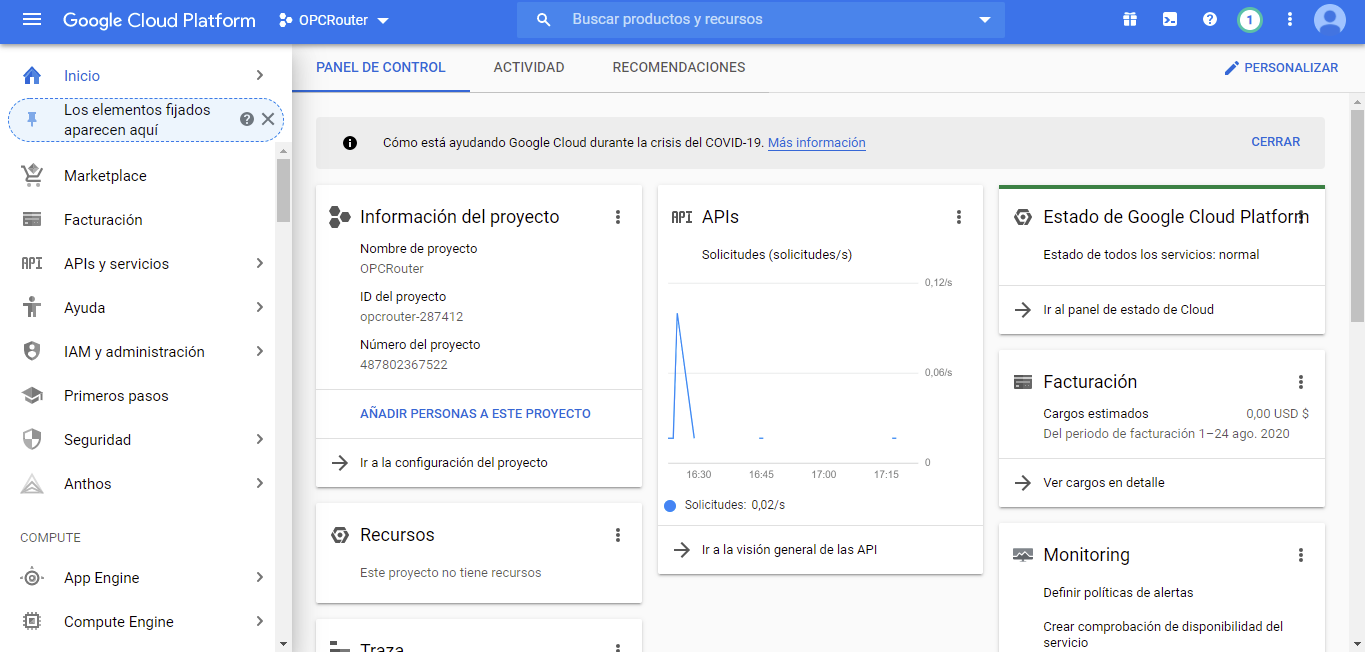 Google Cloud Platform
OPCRouter
Buscar productos y recursos
1
Inicio
Los elementos fijados
aparecen aquí
Marketplace
Facturación
API
APIs y servicios
Ayuda
IAM y administración
Primeros pasos
Seguridad
Anthos
COMPUTE
App Engine
Compute Engine
PANEL DE CONTROL
ACTIVIDAD
RECOMENDACIONES
PERSONALIZAR
Cómo está ayudando Google Cloud durante la crisis del COVID-19. Más información
CERRAR
Información del proyecto
Nombre de proyecto
OPCRouter
ID del proyecto
opcrouter-287412
Número del proyecto
487802367522
AÑADIR PERSONAS A ESTE PROYECTO
Ir a la configuración del proyecto
Recursos
Este proyecto no tiene recursos
Traza
API
APIs
Solicitudes (solicitudes/s)
0,12/s
0,06/s
0
16:30
16:45
17:00
17:15
Solicitudes: 0,02/s
Ir a la visión general de las API
Estado de Google Cloud Platform
Estado de todos los servicios: normal
Ir al panel de estado de Cloud
Facturación
Cargos estimados
0,00 USD $
Del periodo de facturación 1–24 ago. 2020
Ver cargos en detalle
Monitoring
Definir políticas de alertas
Crear comprobación de disponibilidad del
servicio